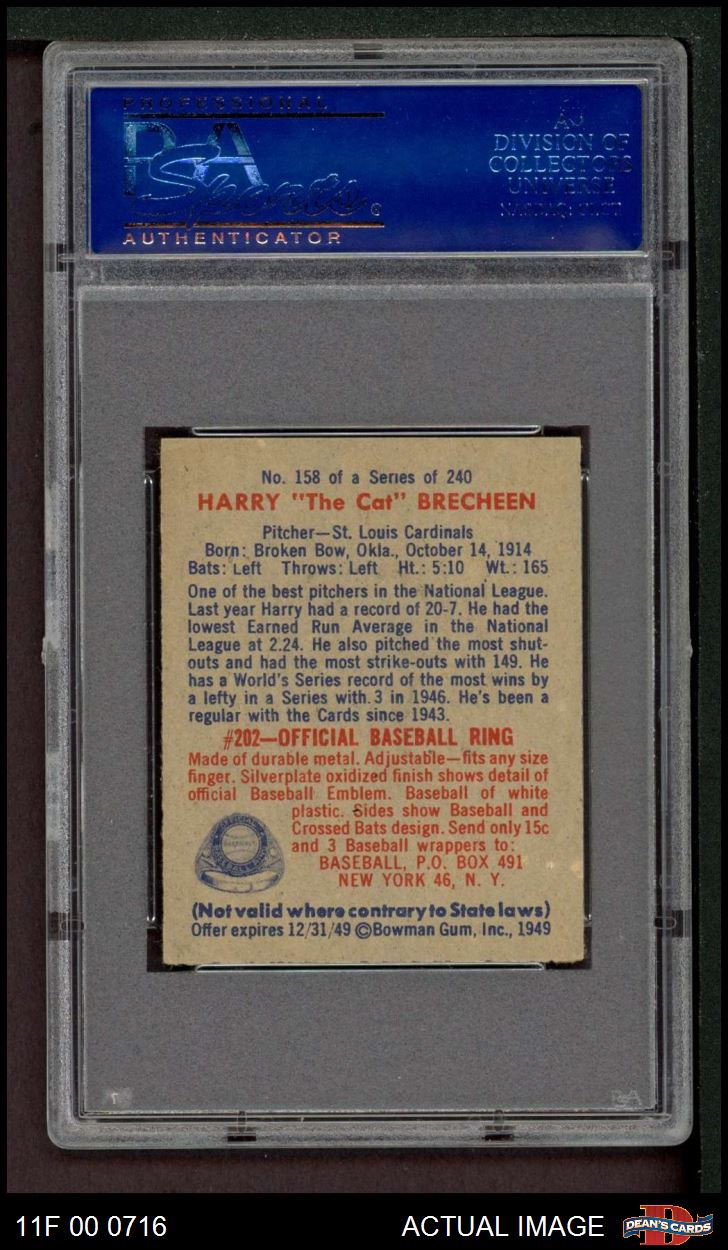 PROFESSIONAL
PSA
Sports
AUTHENTICATOR
A
DIVISION OF
COLLECTORS
UNIVERSE
NASDAQ: CLCT
No. 158 of a Series of 240
HARRY "The Cat" BRECHEEN
Pitcher—St. Louis Cardinals
Born: Broken Bow, Okla., October 14, 1914
Bats: Left Throws: Left Ht.: 5:10 Wt.: 165
One of the best pitchers in the National League.
Last year Harry had a record of 20-7. He had the
lowest Earned Run Average in the National
League at 2.24. He also pitched the most shut-
outs and had the most strike-outs with 149. He
has a World's Series record of the most wins by
a lefty in a Series with 3 in 1946. He's been a
regular with the Cards since 1943.
#202—OFFICIAL BASEBALL RING
Made of durable metal. Adjustable—fits any size
finger. Silverplate oxidized finish shows detail of
official Baseball Emblem. Baseball of white
plastic. Sides show Baseball and
Crossed Bats design. Send only 15c
and 3 Baseball wrappers to:
BASEBALL, P.O. BOX 491
NEW YORK 46, N. Y.
OFFICIAL
BASEBALL RING
(Not valid where contrary to State laws)
Offer expires 12/31/49 ©Bowman Gum, Inc., 1949
PSA
11F 00 0716
ACTUAL IMAGE
DEAN'S CARDS